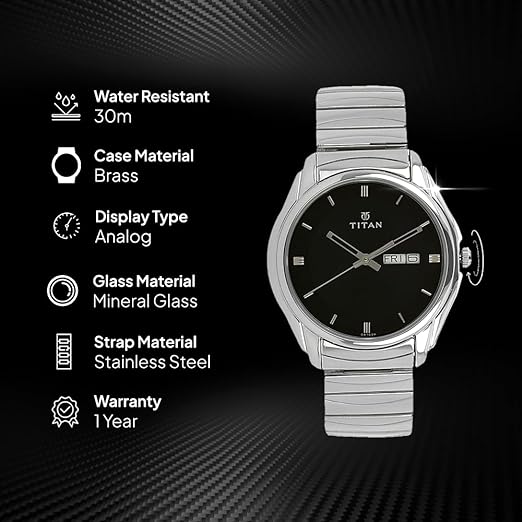 Water Resistant
30m
Case Material
Brass
Display Type
Analog
Glass Material
Mineral Glass
Strap Material
Stainless Steel
Warranty
1 Year
TITAN
FRI 6